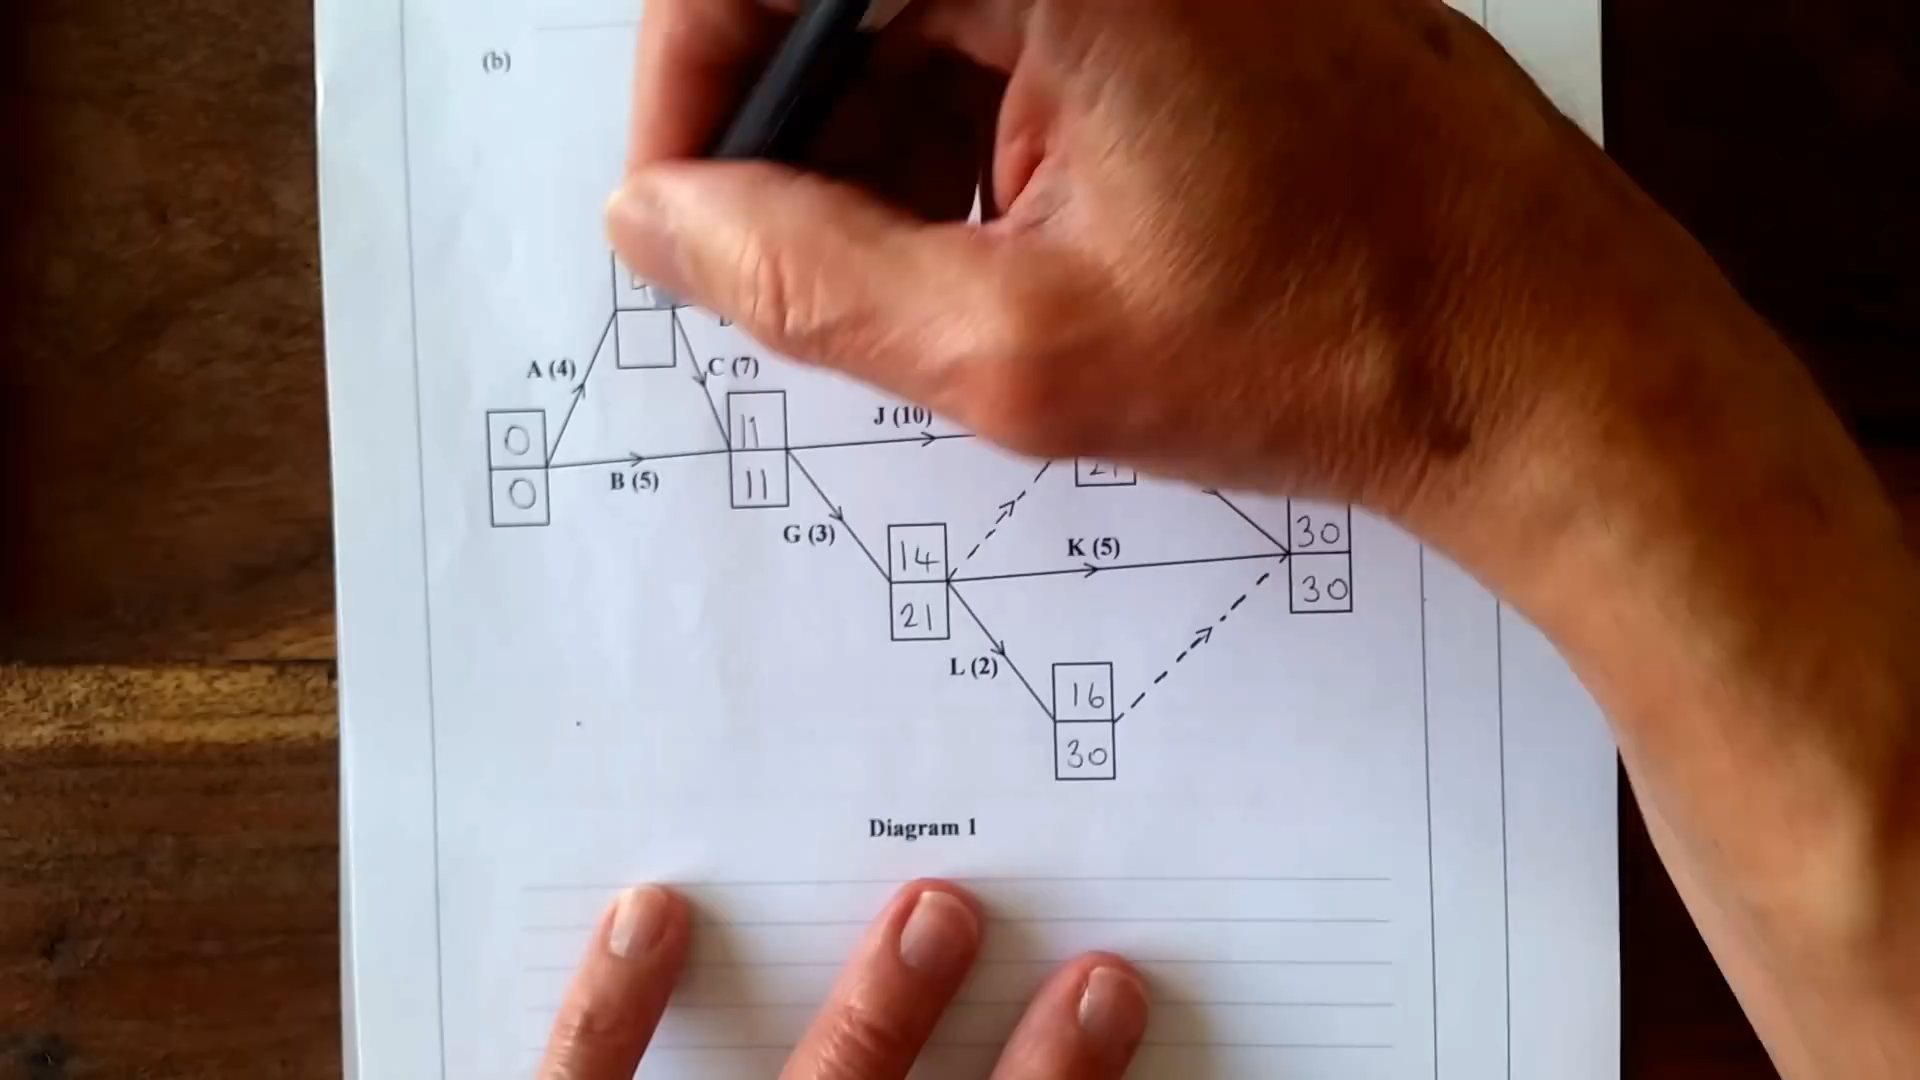 (b)
A (4)
C (7)
J (10)
0
0
B (5)
11
11
G (3)
14
21
K (5)
30
30
L (2)
16
30
Diagram 1